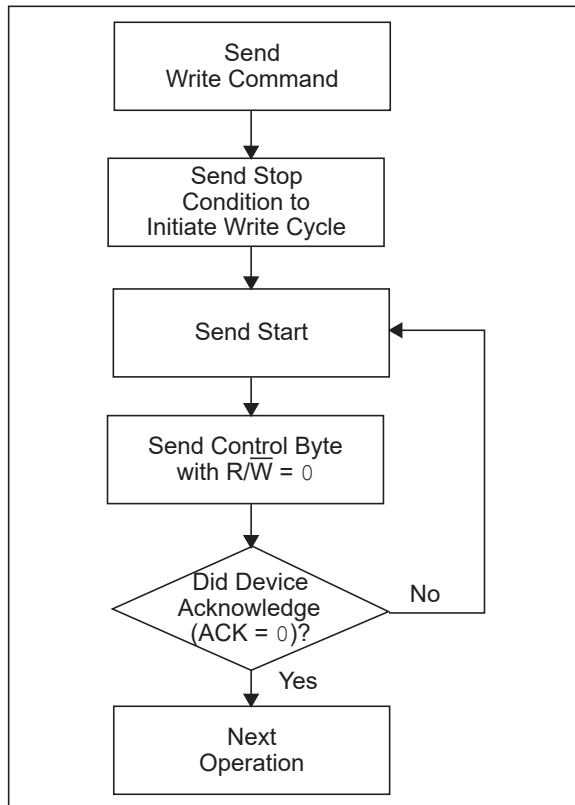 Send
Write Command
Send Stop
Condition to
Initiate Write Cycle
Send Start
Send Control Byte
with R/W̅ = 0
Did Device
Acknowledge
(ACK = 0)?
No
Yes
Next
Operation